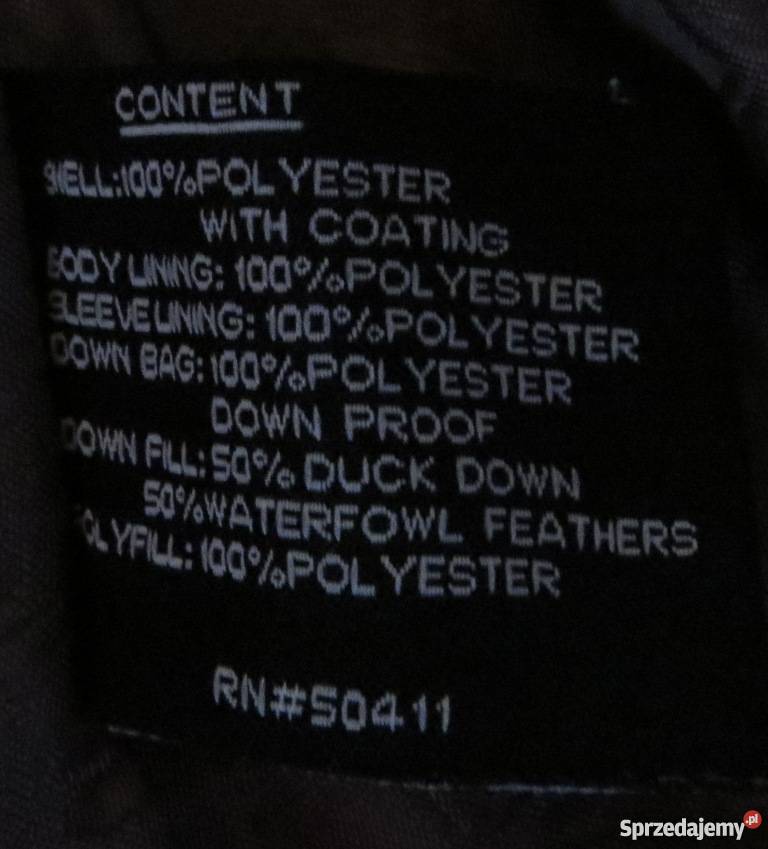 CONTENT
SHELL:100%POLYESTER
WITH COATING
BODY LINING: 100%POLYESTER
SLEEVE LINING: 100%POLYESTER
DOWN BAG: 100%POLYESTER
DOWN PROOF
DOWN FILL: 50% DUCK DOWN
50%WATERFOWL FEATHERS
POLYFILL: 100%POLYESTER
RN#50411
Sprzedajemy.pl